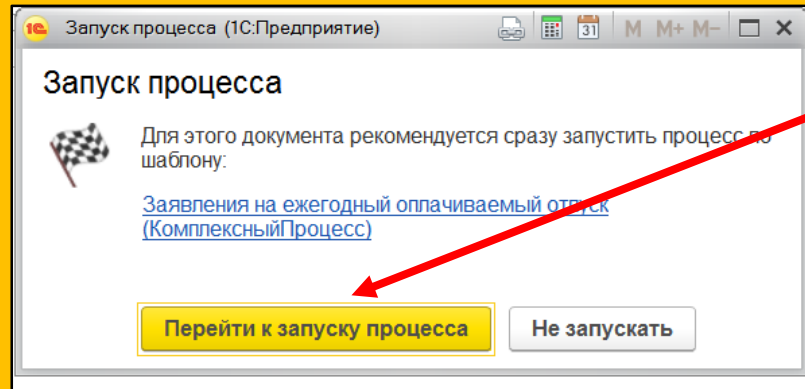 1С Запуск процесса (1С:Предприятие) 31 M M+ M-
Запуск процесса
Для этого документа рекомендуется сразу запустить процесс по
шаблону:
Заявления на ежегодный оплачиваемый отпуск
(КомплексныйПроцесс)
Перейти к запуску процесса Не запускать